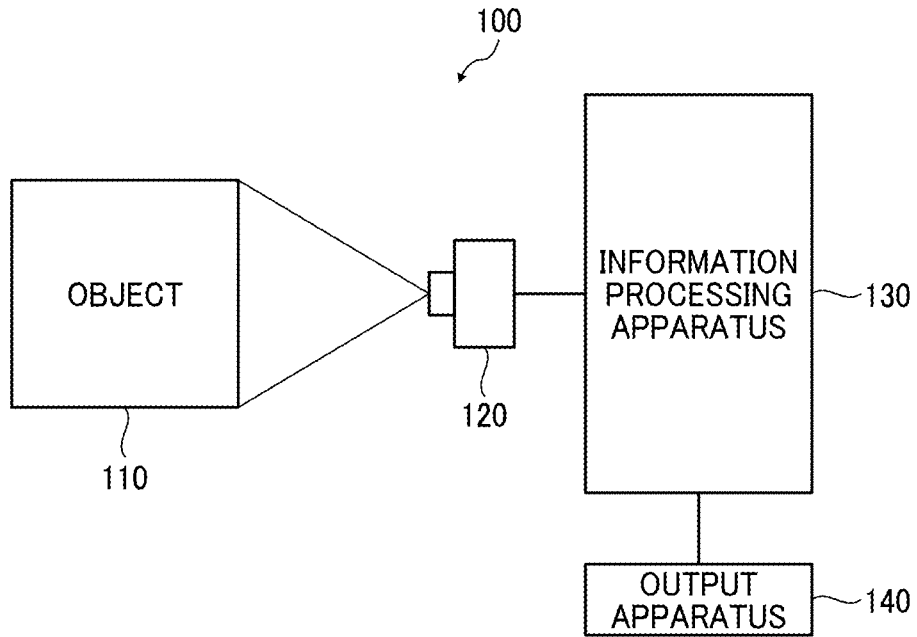 100
OBJECT
110
120
INFORMATION
PROCESSING
APPARATUS
130
OUTPUT
APPARATUS
140